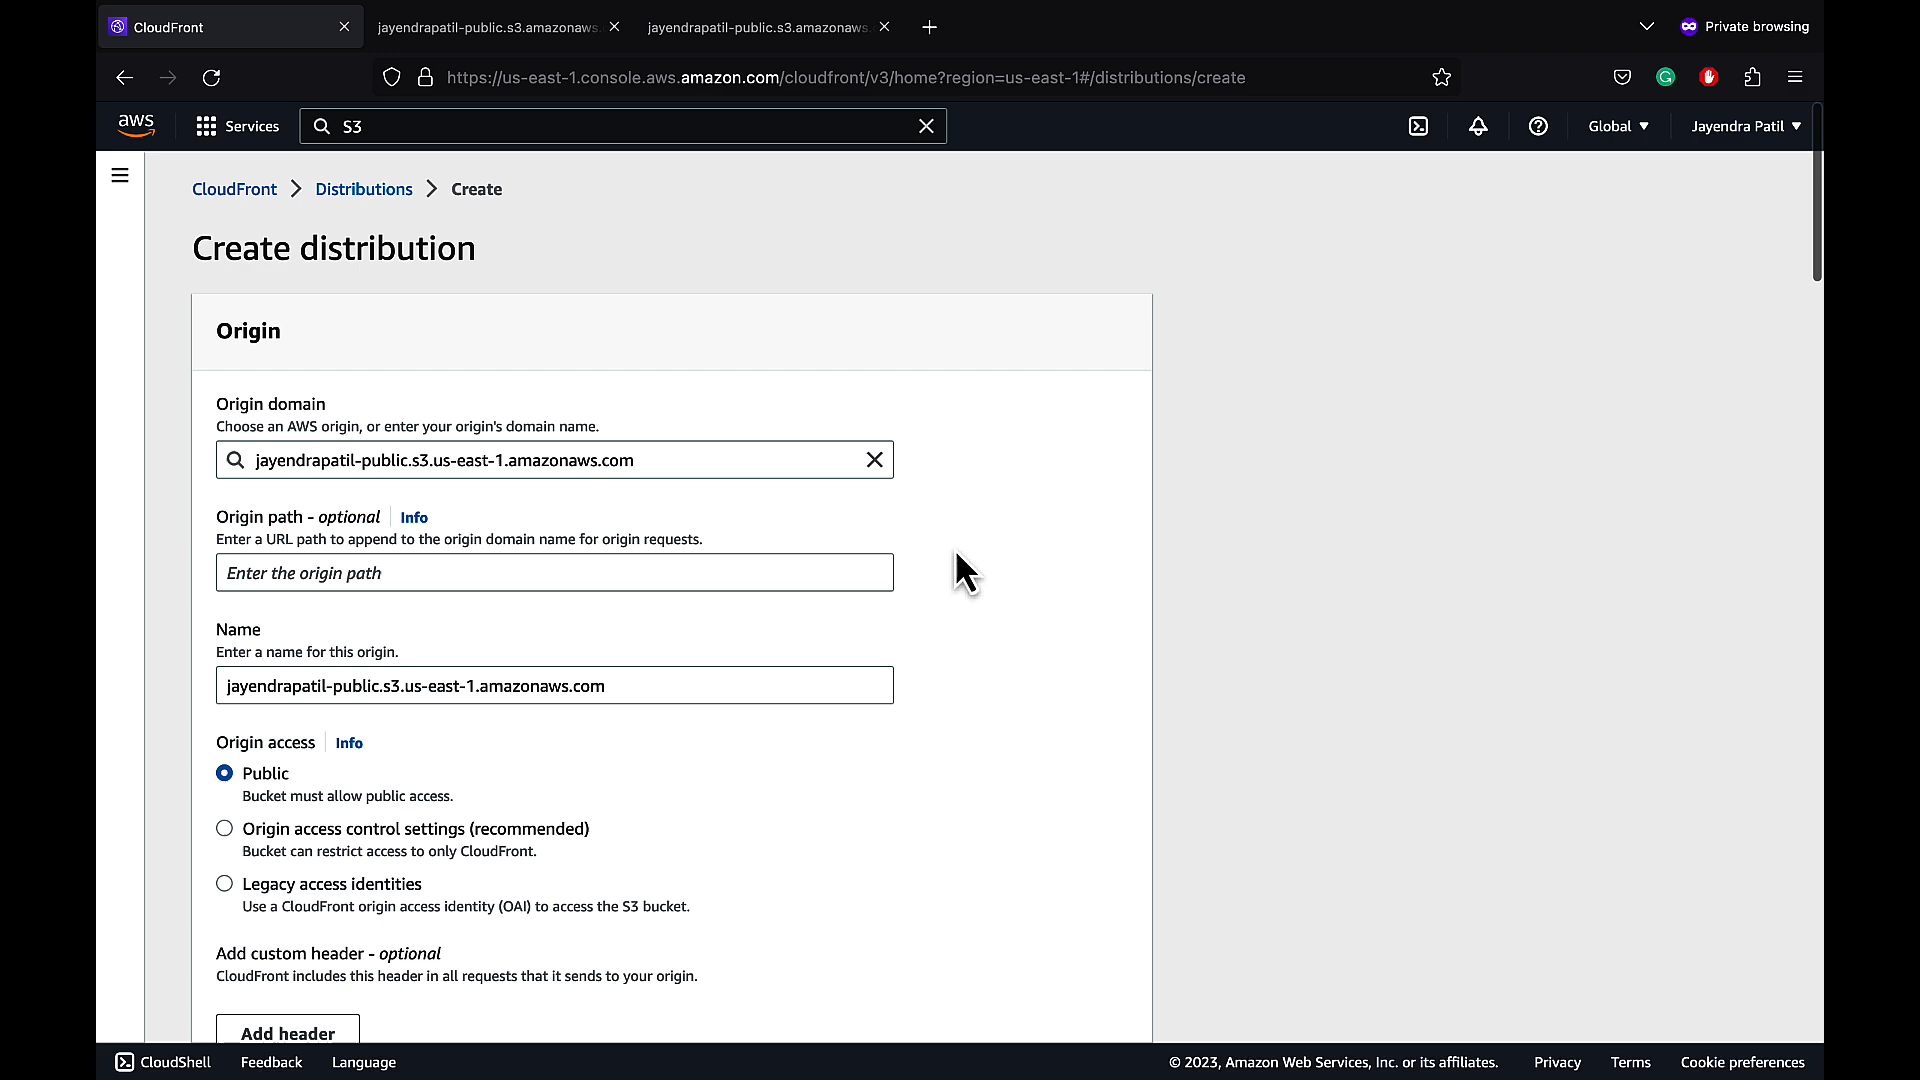 CloudFront
jayendrapatil-public.s3.amazonaws.
jayendrapatil-public.s3.amazonaws.
Private browsing
https://us-east-1.console.aws.amazon.com/cloudfront/v3/home?region=us-east-1#/distributions/create
aws
Services
S3
Global
Jayendra Patil
CloudFront > Distributions > Create
Create distribution
Origin
Origin domain
Choose an AWS origin, or enter your origin's domain name.
jayendrapatil-public.s3.us-east-1.amazonaws.com
Origin path - optional Info
Enter a URL path to append to the origin domain name for origin requests.
Enter the origin path
Name
Enter a name for this origin.
jayendrapatil-public.s3.us-east-1.amazonaws.com
Origin access Info
Public
Bucket must allow public access.
Origin access control settings (recommended)
Bucket can restrict access to only CloudFront.
Legacy access identities
Use a CloudFront origin access identity (OAI) to access the S3 bucket.
Add custom header - optional
CloudFront includes this header in all requests that it sends to your origin.
Add header
CloudShell Feedback Language © 2023, Amazon Web Services, Inc. or its affiliates. Privacy Terms Cookie preferences